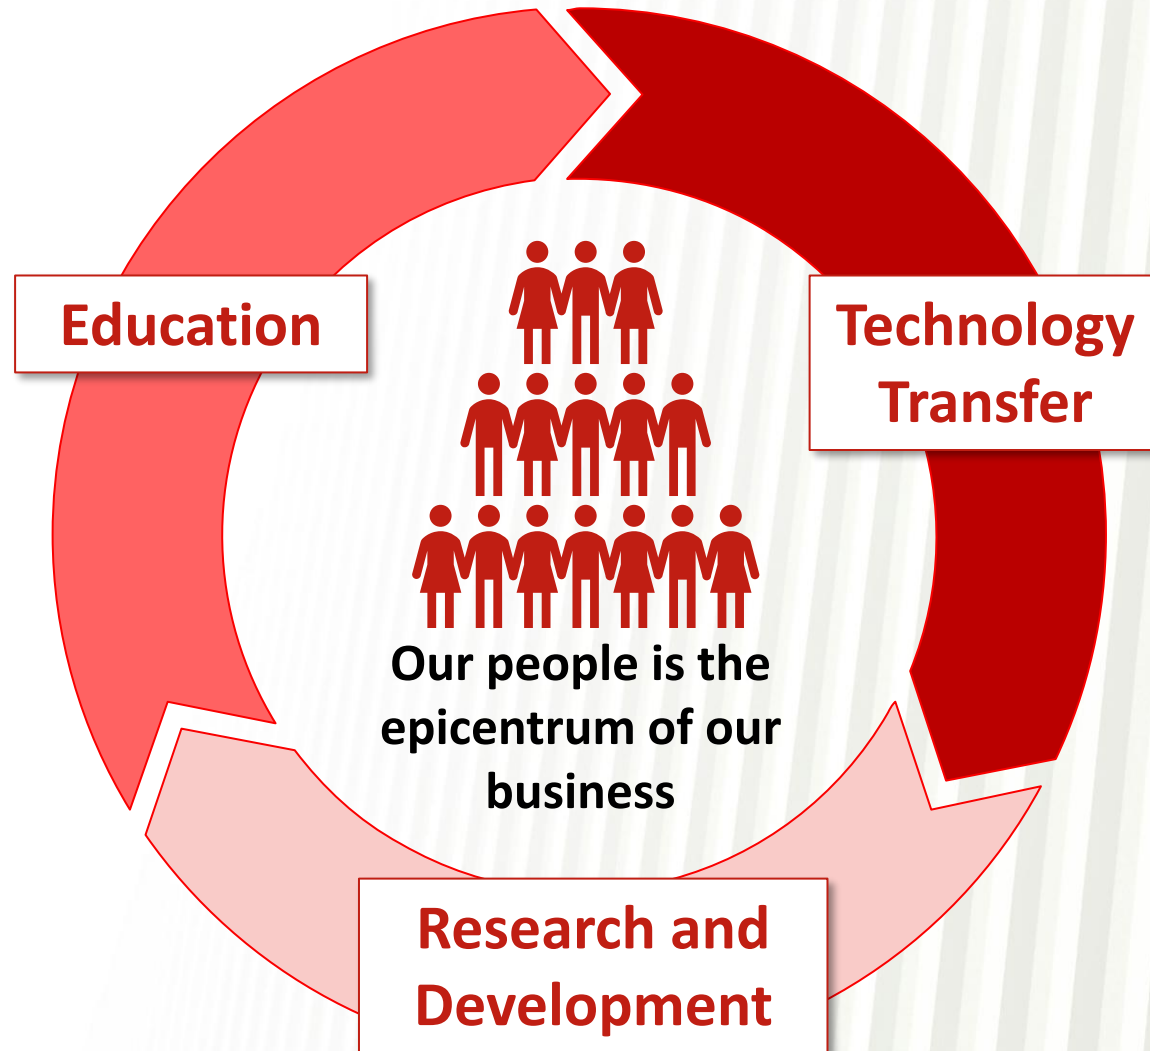 Education
Technology
Transfer
Our people is the
epicentrum of our
business
Research and
Development